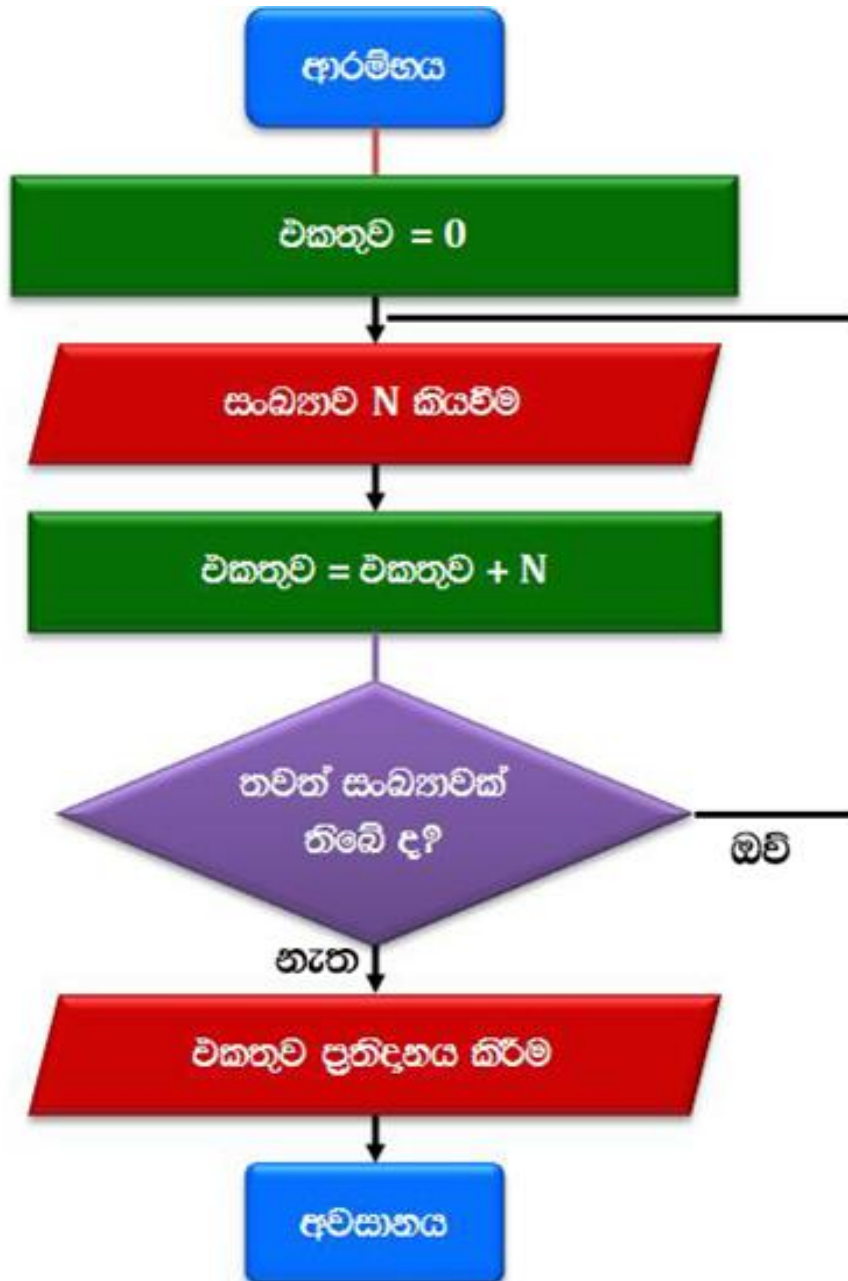 ආරම්භය
එකතුව = 0
සංඛ්‍යාව N කියවීම
එකතුව = එකතුව + N
තවත් සංඛ්‍යාවක්
තිබේ ද?
ඔව්
නැත
එකතුව ප්‍රතිදානය කිරීම
අවසානය